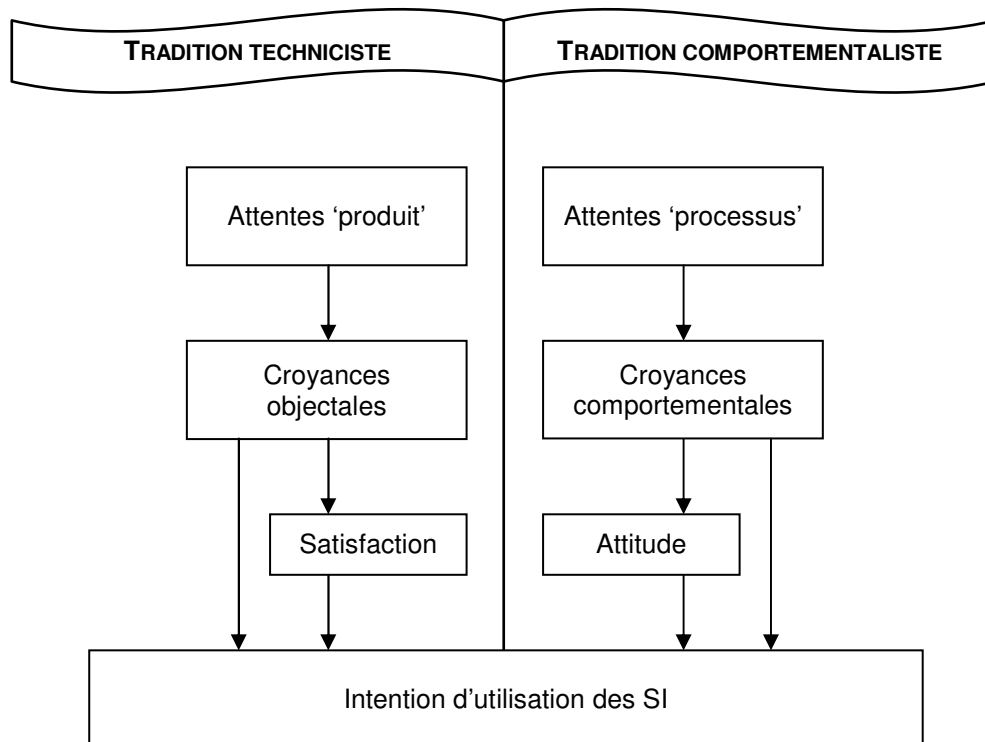 TRADITION TECHNICISTE
TRADITION COMPORTEMENTALISTE
Attentes ‘produit’
Attentes ‘processus’
Croyances
objectales
Croyances
comportementales
Satisfaction
Attitude
Intention d’utilisation des SI